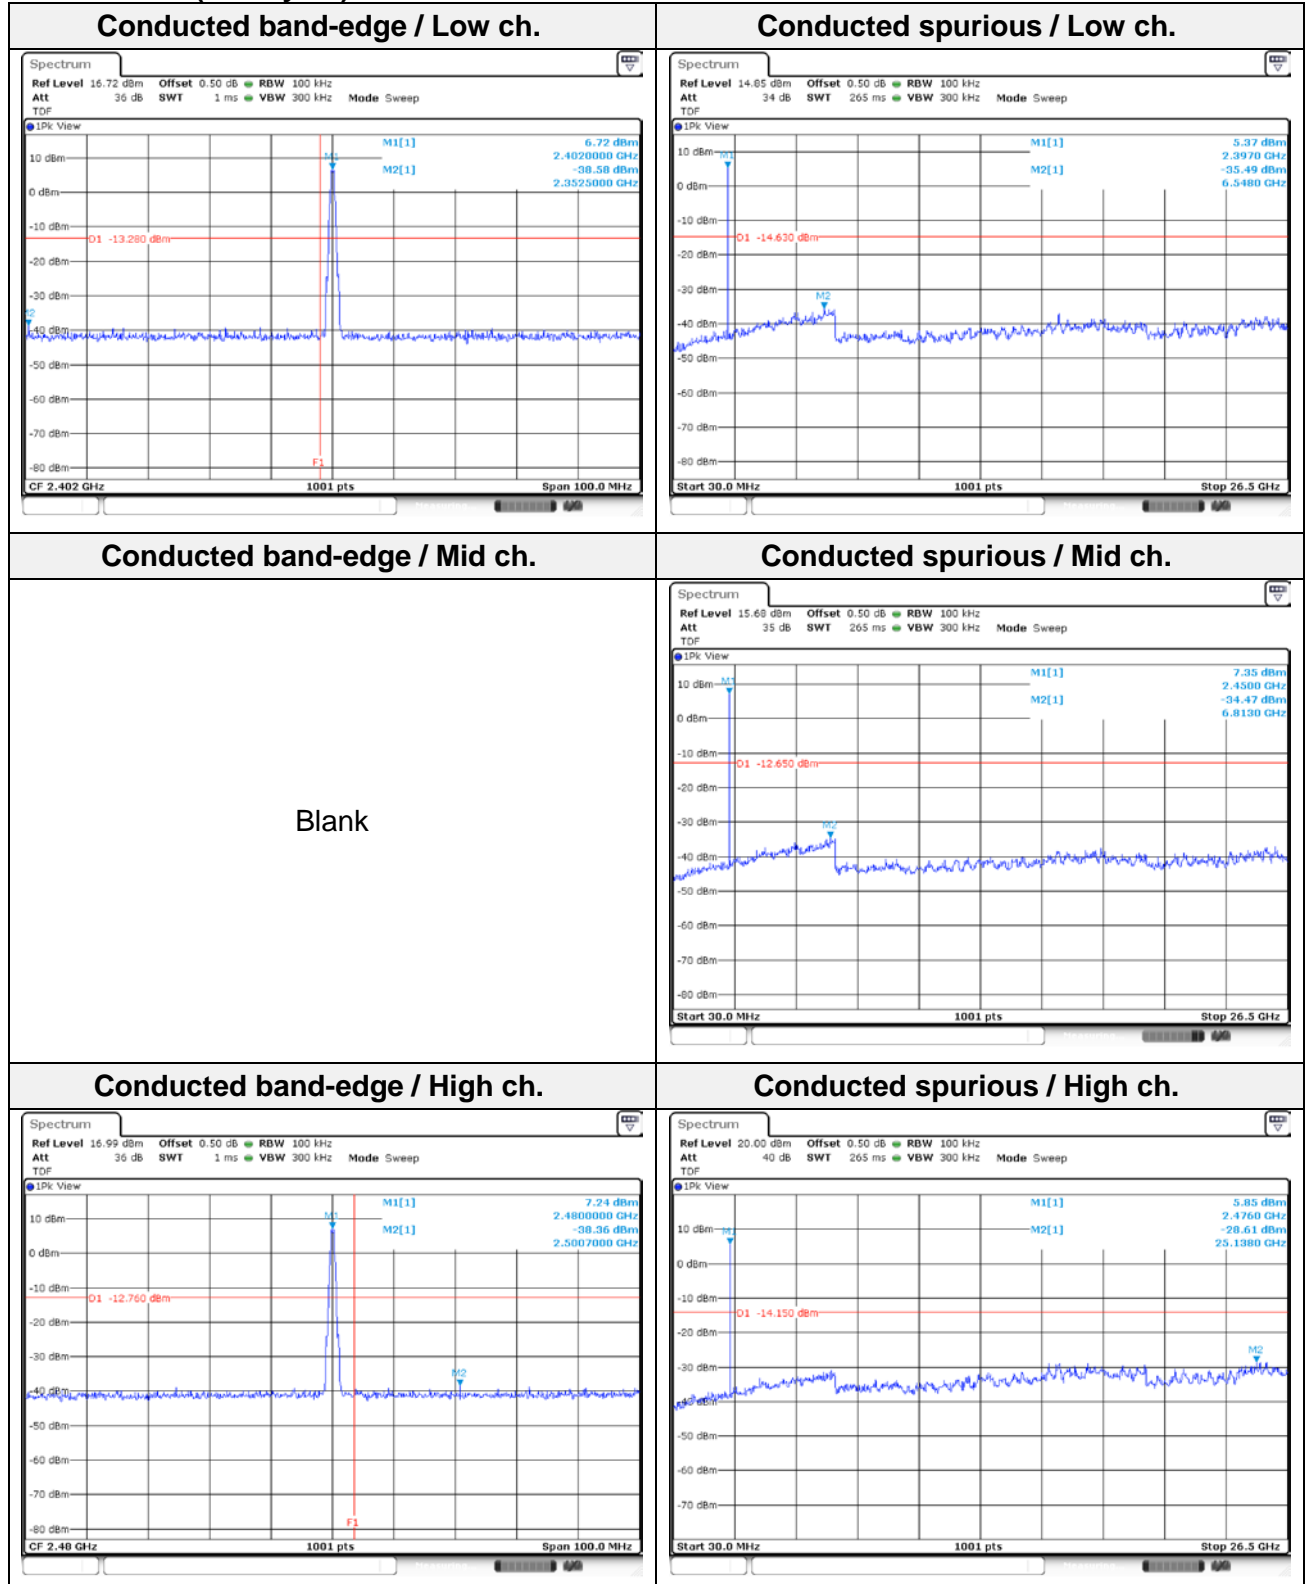 Conducted band-edge / Low ch.
Conducted spurious / Low ch.
Spectrum
Ref Level 16.72 dBm Offset 0.50 dB RBW 100 kHz
Att 36 dB SWT 1 ms VBW 300 kHz Mode Sweep
TDF
1Pk View
M1[1] 6.72 dBm
2.4020000 GHz
M2[1] -38.58 dBm
2.3525000 GHz
M1
10 dBm
0 dBm
-10 dBm
D1 -13.280 dBm
-20 dBm
-30 dBm
-40 dBm
-50 dBm
-60 dBm
-70 dBm
F1
-80 dBm
CF 2.402 GHz 1001 pts Span 100.0 MHz
Spectrum
Ref Level 14.85 dBm Offset 0.50 dB RBW 100 kHz
Att 34 dB SWT 265 ms VBW 300 kHz Mode Sweep
TDF
1Pk View
M1[1] 5.37 dBm
2.3970 GHz
M2[1] -35.49 dBm
6.5480 GHz
10 dBm M1
0 dBm
-10 dBm
D1 -14.630 dBm
-20 dBm
-30 dBm
M2
-40 dBm
-50 dBm
-60 dBm
-70 dBm
-80 dBm
Start 30.0 MHz 1001 pts Stop 26.5 GHz
Conducted band-edge / Mid ch.
Conducted spurious / Mid ch.
Blank
Spectrum
Ref Level 15.68 dBm Offset 0.50 dB RBW 100 kHz
Att 35 dB SWT 265 ms VBW 300 kHz Mode Sweep
TDF
1Pk View
M1[1] 7.35 dBm
2.4500 GHz
M2[1] -34.47 dBm
6.8130 GHz
10 dBm M1
0 dBm
-10 dBm
D1 -12.650 dBm
-20 dBm
-30 dBm
M2
-40 dBm
-50 dBm
-60 dBm
-70 dBm
-80 dBm
Start 30.0 MHz 1001 pts Stop 26.5 GHz
Conducted band-edge / High ch.
Conducted spurious / High ch.
Spectrum
Ref Level 16.99 dBm Offset 0.50 dB RBW 100 kHz
Att 36 dB SWT 1 ms VBW 300 kHz Mode Sweep
TDF
1Pk View
M1[1] 7.24 dBm
2.4800000 GHz
M2[1] -38.36 dBm
2.5007000 GHz
M1
10 dBm
0 dBm
-10 dBm
D1 -12.760 dBm
-20 dBm
-30 dBm
M2
-40 dBm
-50 dBm
-60 dBm
-70 dBm
F1
-80 dBm
CF 2.48 GHz 1001 pts Span 100.0 MHz
Spectrum
Ref Level 20.00 dBm Offset 0.50 dB RBW 100 kHz
Att 40 dB SWT 265 ms VBW 300 kHz Mode Sweep
TDF
1Pk View
M1[1] 5.85 dBm
2.4760 GHz
M2[1] -28.61 dBm
25.1380 GHz
10 dBm M1
0 dBm
-10 dBm
D1 -14.150 dBm
-20 dBm
M2
-30 dBm
-40 dBm
-50 dBm
-60 dBm
-70 dBm
Start 30.0 MHz 1001 pts Stop 26.5 GHz